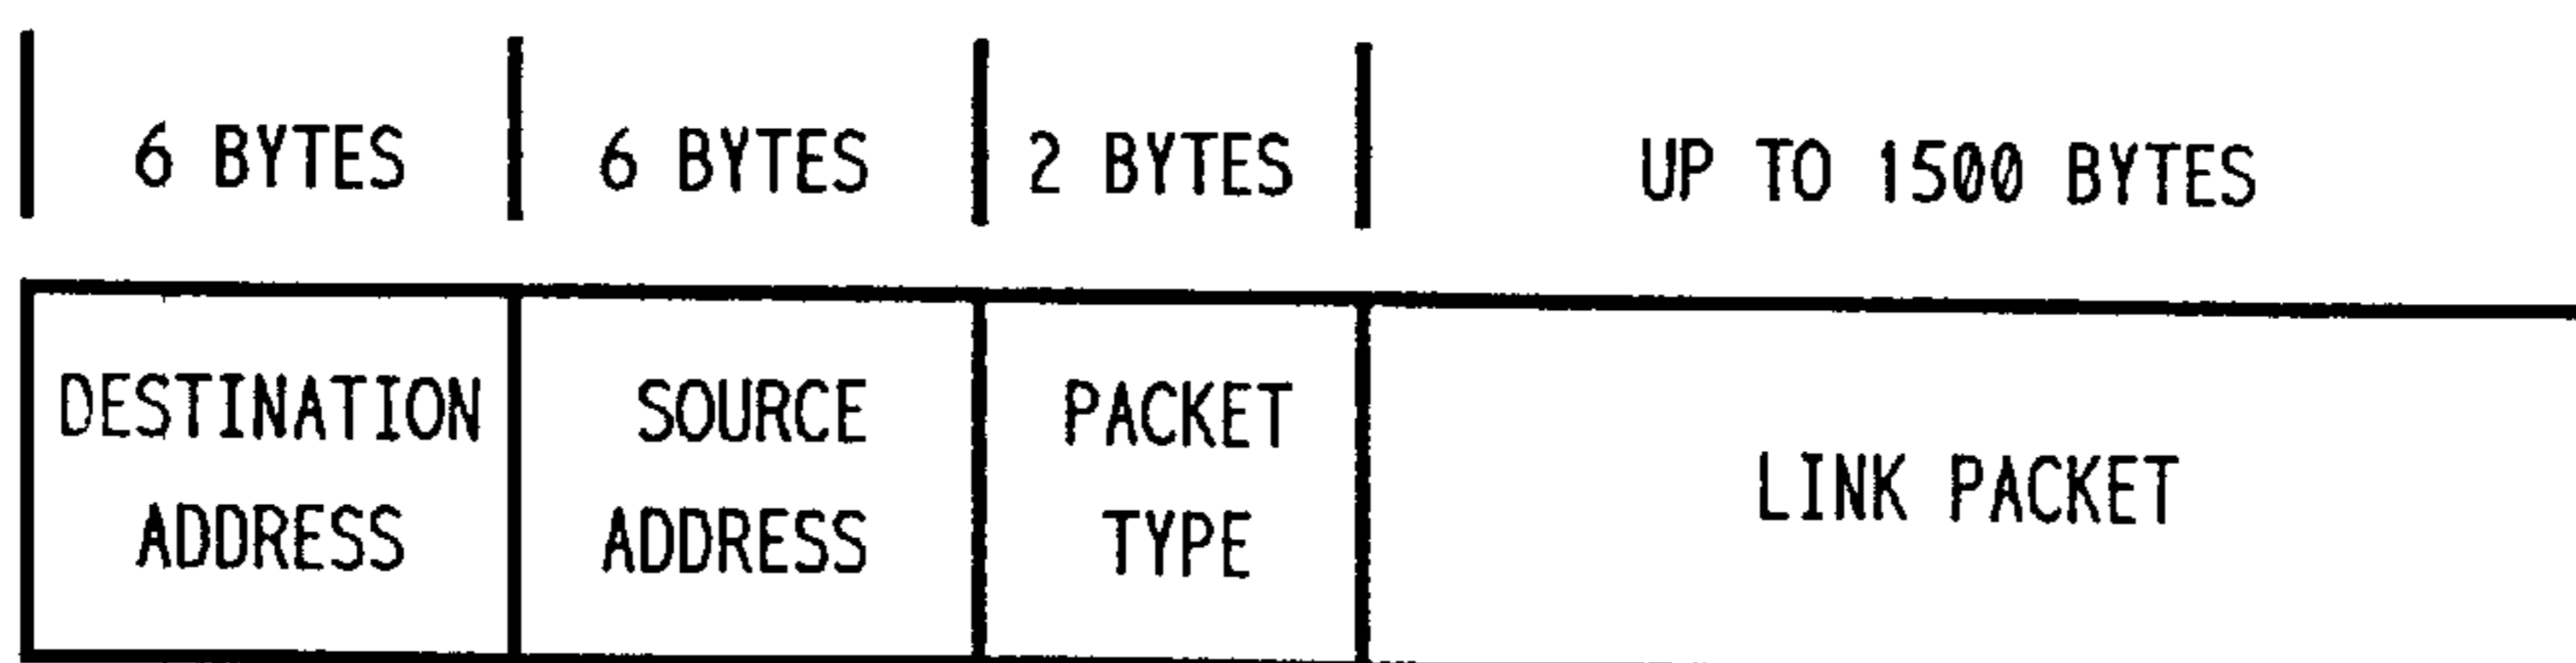 6 BYTES 6 BYTES 2 BYTES UP TO 1500 BYTES
DESTINATION ADDRESS
SOURCE ADDRESS
PACKET TYPE
LINK PACKET